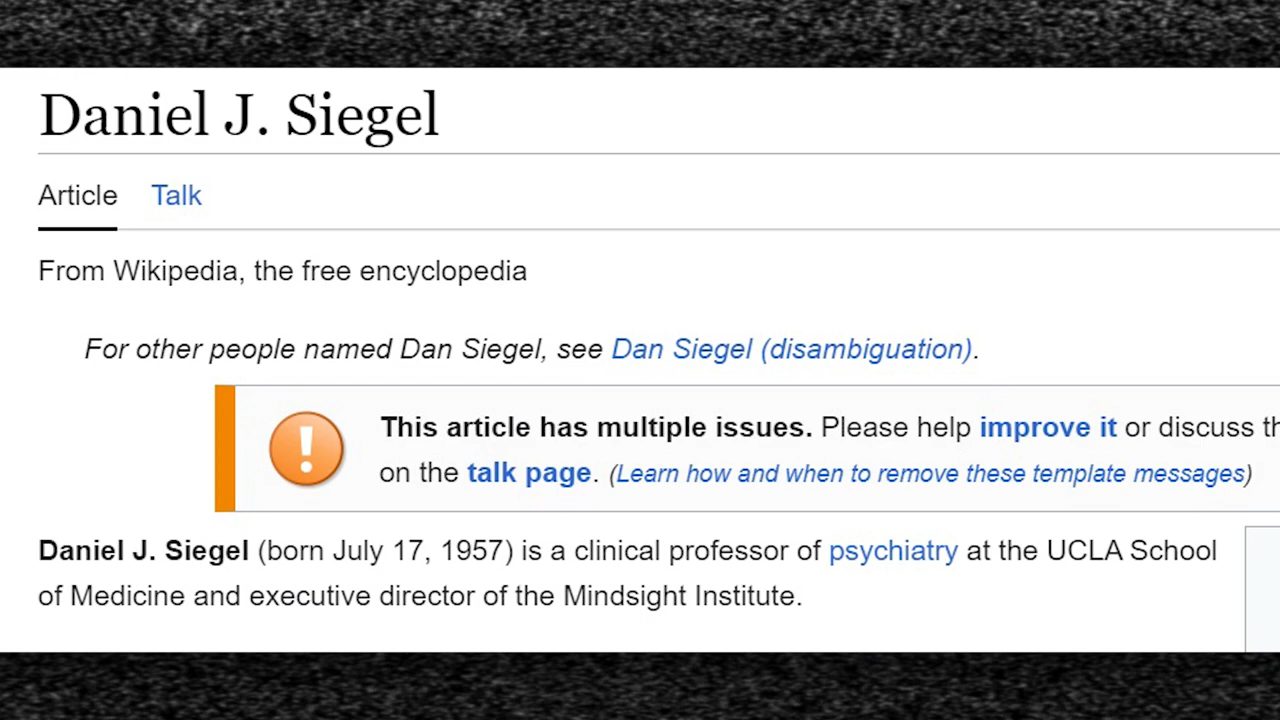 Daniel J. Siegel
Article Talk
From Wikipedia, the free encyclopedia
For other people named Dan Siegel, see Dan Siegel (disambiguation).
This article has multiple issues. Please help improve it or discuss
on the talk page. (Learn how and when to remove these template messages)
Daniel J. Siegel (born July 17, 1957) is a clinical professor of psychiatry at the UCLA School
of Medicine and executive director of the Mindsight Institute.